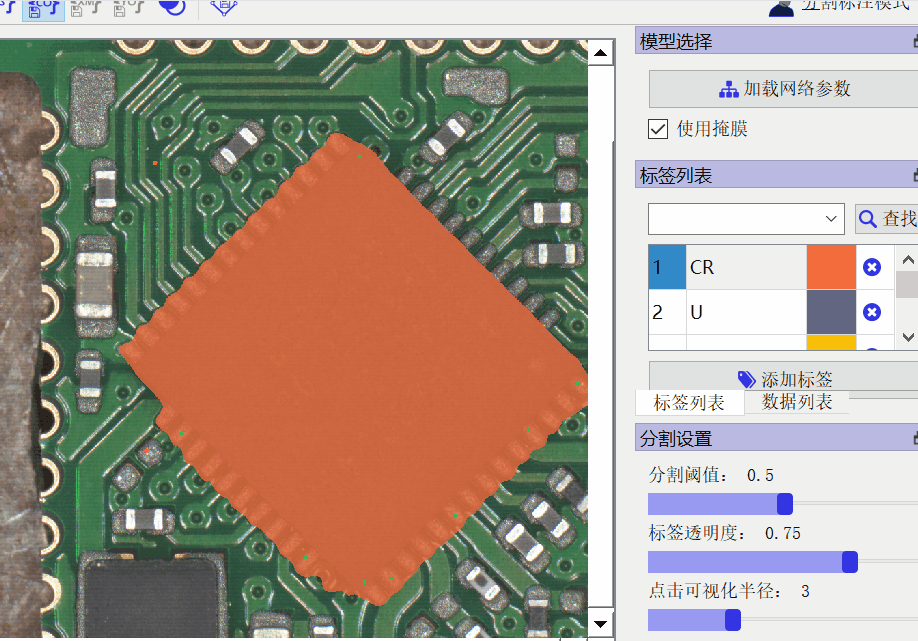 分割标注模式
模型选择
加载网络参数
使用掩膜
标签列表
查找
1 CR
2 U
添加标签
标签列表 数据列表
分割设置
分割阈值： 0.5
标签透明度： 0.75
点击可视化半径： 3